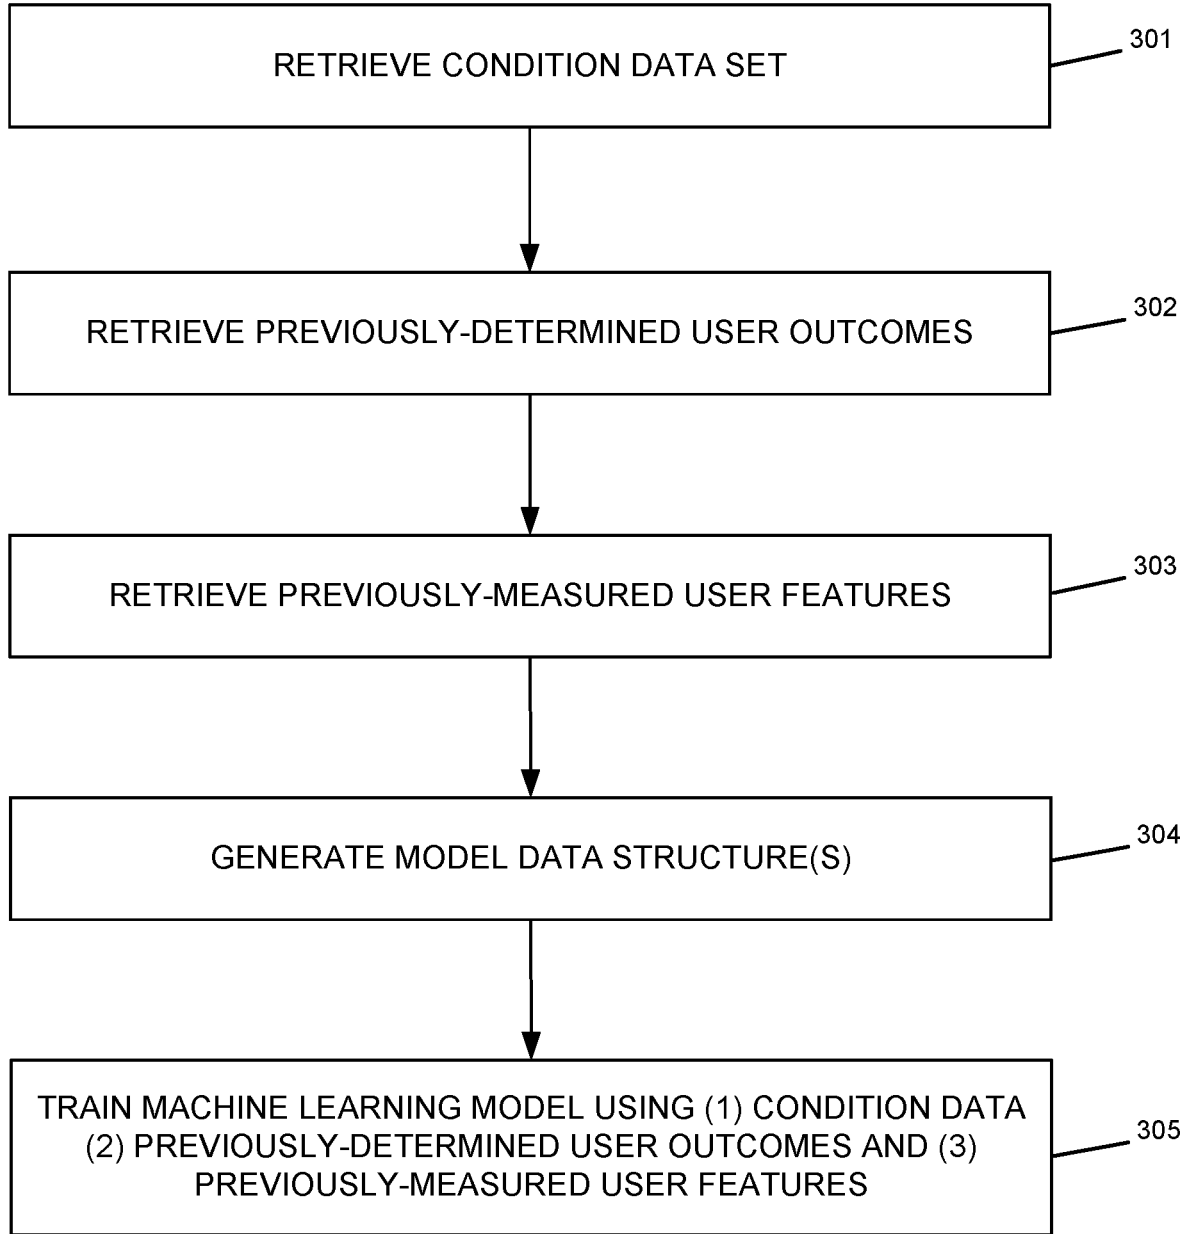 RETRIEVE CONDITION DATA SET
301
RETRIEVE PREVIOUSLY-DETERMINED USER OUTCOMES
302
RETRIEVE PREVIOUSLY-MEASURED USER FEATURES
303
GENERATE MODEL DATA STRUCTURE(S)
304
TRAIN MACHINE LEARNING MODEL USING (1) CONDITION DATA
(2) PREVIOUSLY-DETERMINED USER OUTCOMES AND (3)
PREVIOUSLY-MEASURED USER FEATURES
305